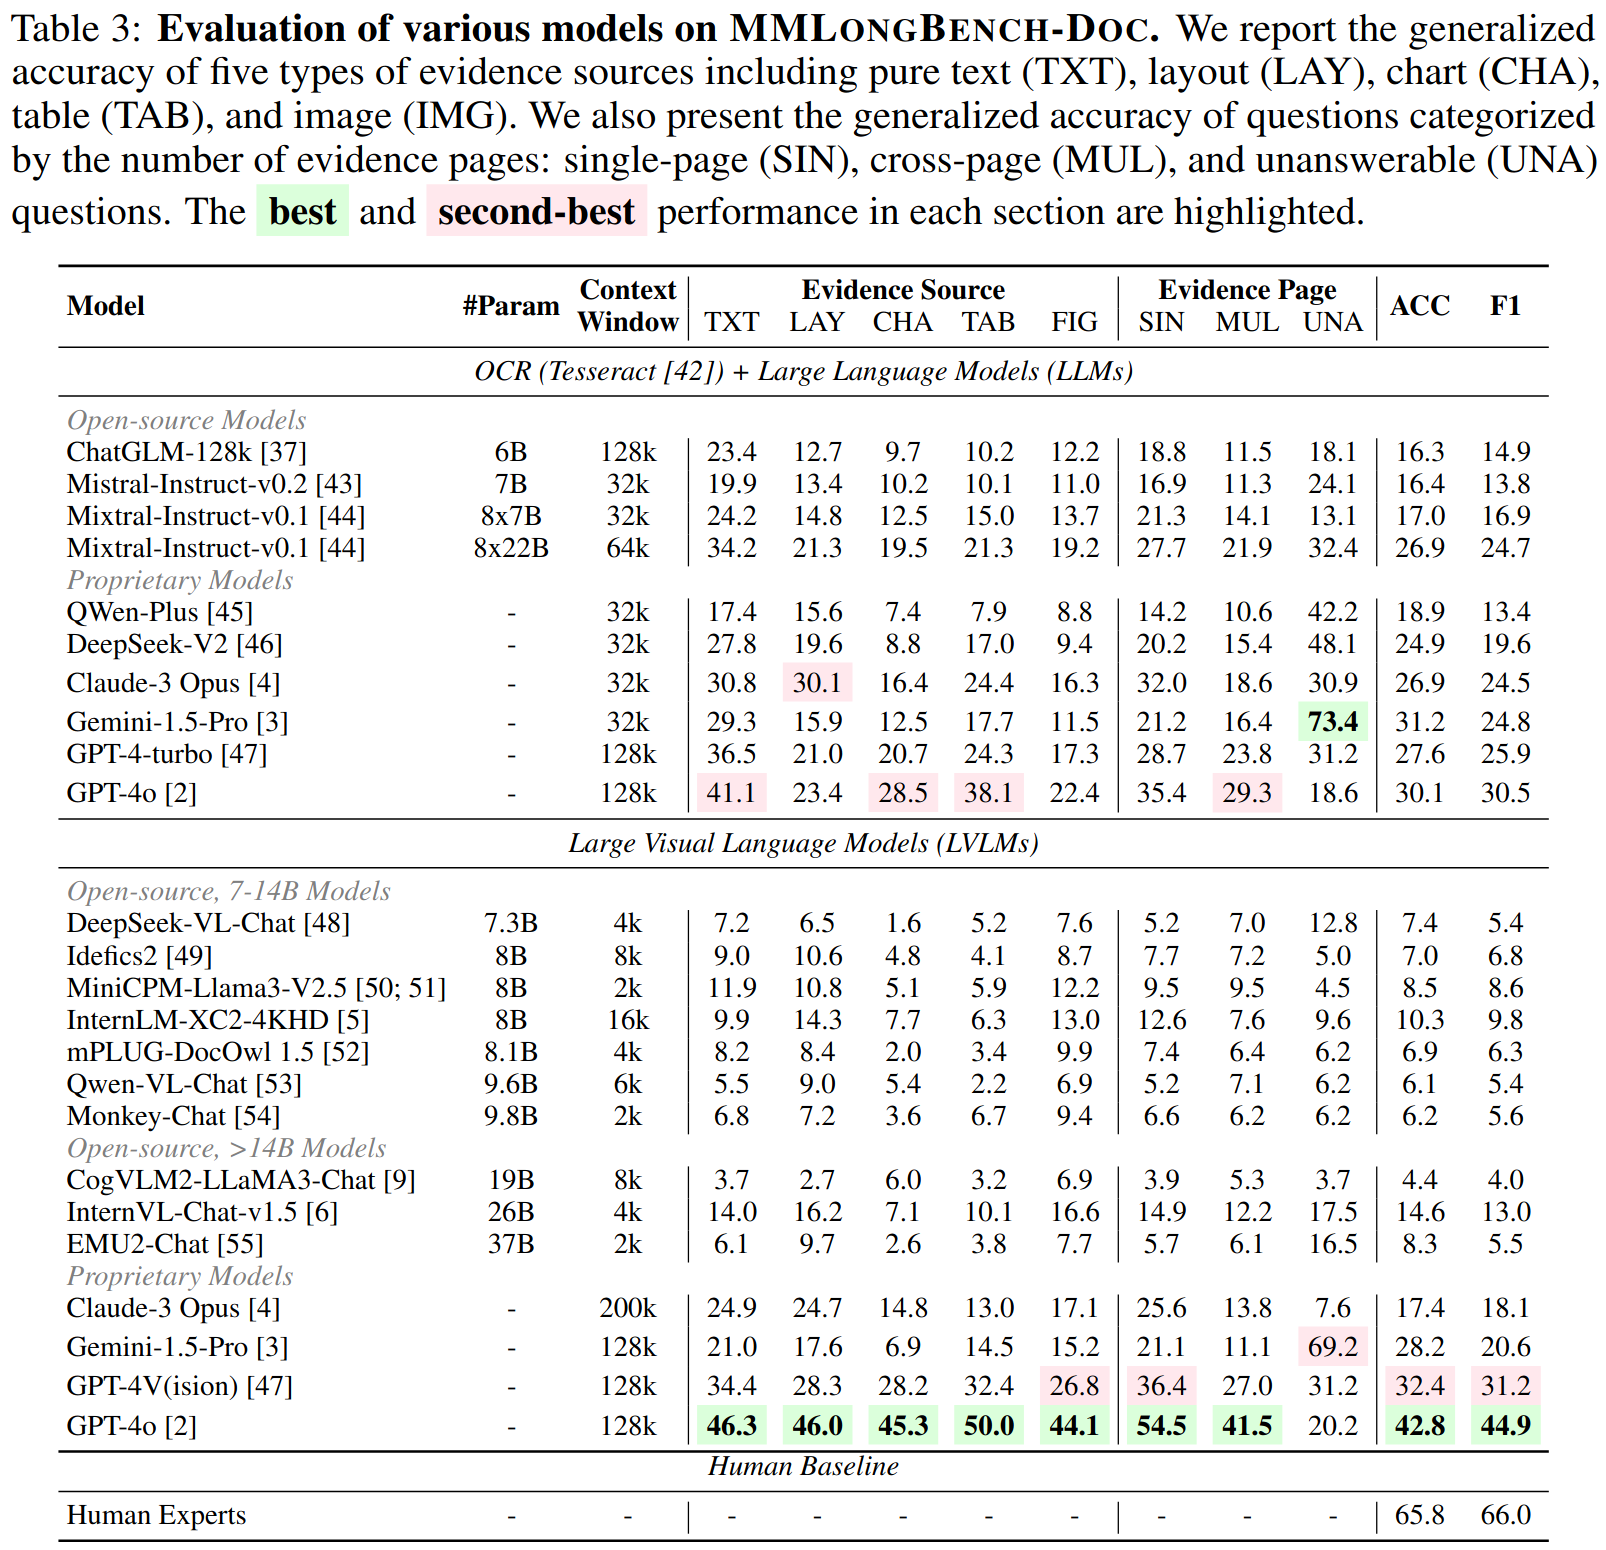 Table 3: Evaluation of various models on MMLONGBENCH-DOC. We report the generalized
accuracy of five types of evidence sources including pure text (TXT), layout (LAY), chart (CHA),
table (TAB), and image (IMG). We also present the generalized accuracy of questions categorized
by the number of evidence pages: single-page (SIN), cross-page (MUL), and unanswerable (UNA)
questions. The best and second-best performance in each section are highlighted.
Model #Param Context Window Evidence Source Evidence Page ACC F1
TXT LAY CHA TAB FIG SIN MUL UNA
OCR (Tesseract [42]) + Large Language Models (LLMs)
Open-source Models
ChatGLM-128k [37] 6B 128k 23.4 12.7 9.7 10.2 12.2 18.8 11.5 18.1 16.3 14.9
Mistral-Instruct-v0.2 [43] 7B 32k 19.9 13.4 10.2 10.1 11.0 16.9 11.3 24.1 16.4 13.8
Mixtral-Instruct-v0.1 [44] 8x7B 32k 24.2 14.8 12.5 15.0 13.7 21.3 14.1 13.1 17.0 16.9
Mixtral-Instruct-v0.1 [44] 8x22B 64k 34.2 21.3 19.5 21.3 19.2 27.7 21.9 32.4 26.9 24.7
Proprietary Models
QWen-Plus [45] - 32k 17.4 15.6 7.4 7.9 8.8 14.2 10.6 42.2 18.9 13.4
DeepSeek-V2 [46] - 32k 27.8 19.6 8.8 17.0 9.4 20.2 15.4 48.1 24.9 19.6
Claude-3 Opus [4] - 32k 30.8 30.1 16.4 24.4 16.3 32.0 18.6 30.9 26.9 24.5
Gemini-1.5-Pro [3] - 32k 29.3 15.9 12.5 17.7 11.5 21.2 16.4 73.4 31.2 24.8
GPT-4-turbo [47] - 128k 36.5 21.0 20.7 24.3 17.3 28.7 23.8 31.2 27.6 25.9
GPT-4o [2] - 128k 41.1 23.4 28.5 38.1 22.4 35.4 29.3 18.6 30.1 30.5
Large Visual Language Models (LVLMs)
Open-source, 7-14B Models
DeepSeek-VL-Chat [48] 7.3B 4k 7.2 6.5 1.6 5.2 7.6 5.2 7.0 12.8 7.4 5.4
Idefics2 [49] 8B 8k 9.0 10.6 4.8 4.1 8.7 7.7 7.2 5.0 7.0 6.8
MiniCPM-Llama3-V2.5 [50; 51] 8B 2k 11.9 10.8 5.1 5.9 12.2 9.5 9.5 4.5 8.5 8.6
InternLM-XC2-4KHD [5] 8B 16k 9.9 14.3 7.7 6.3 13.0 12.6 7.6 9.6 10.3 9.8
mPLUG-DocOwl 1.5 [52] 8.1B 4k 8.2 8.4 2.0 3.4 9.9 7.4 6.4 6.2 6.9 6.3
Qwen-VL-Chat [53] 9.6B 6k 5.5 9.0 5.4 2.2 6.9 5.2 7.1 6.2 6.1 5.4
Monkey-Chat [54] 9.8B 2k 6.8 7.2 3.6 6.7 9.4 6.6 6.2 6.2 6.2 5.6
Open-source, >14B Models
CogVLM2-LLaMA3-Chat [9] 19B 8k 3.7 2.7 6.0 3.2 6.9 3.9 5.3 3.7 4.4 4.0
InternVL-Chat-v1.5 [6] 26B 4k 14.0 16.2 7.1 10.1 16.6 14.9 12.2 17.5 14.6 13.0
EMU2-Chat [55] 37B 2k 6.1 9.7 2.6 3.8 7.7 5.7 6.1 16.5 8.3 5.5
Proprietary Models
Claude-3 Opus [4] - 200k 24.9 24.7 14.8 13.0 17.1 25.6 13.8 7.6 17.4 18.1
Gemini-1.5-Pro [3] - 128k 21.0 17.6 6.9 14.5 15.2 21.1 11.1 69.2 28.2 20.6
GPT-4V(ision) [47] - 128k 34.4 28.3 28.2 32.4 26.8 36.4 27.0 31.2 32.4 31.2
GPT-4o [2] - 128k 46.3 46.0 45.3 50.0 44.1 54.5 41.5 20.2 42.8 44.9
Human Baseline
Human Experts - - - - - - - - - - 65.8 66.0